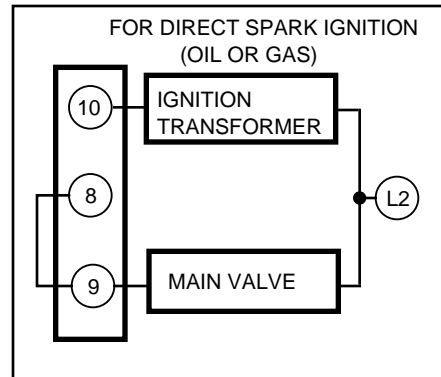 FOR DIRECT SPARK IGNITION
(OIL OR GAS)
10
IGNITION
TRANSFORMER
8
L2
9
MAIN VALVE